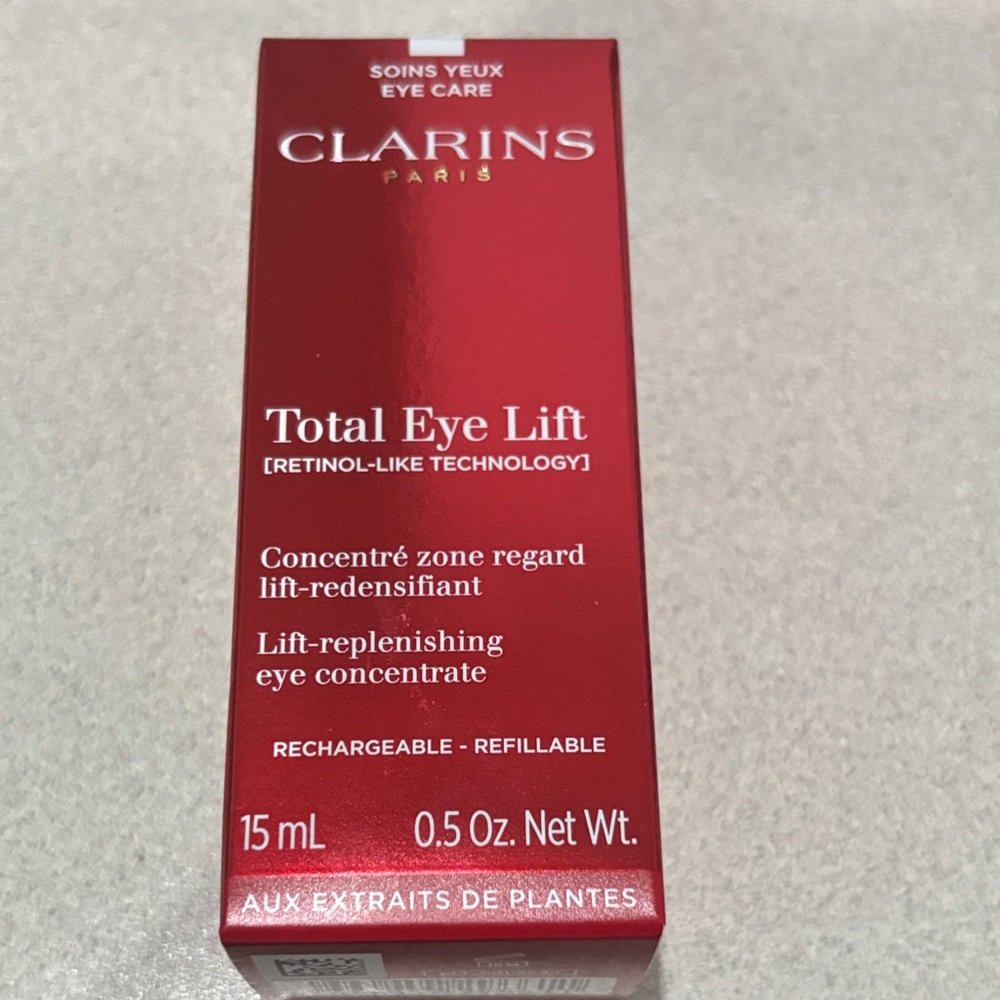 SOINS YEUX
EYE CARE
CLARINS
PARIS
Total Eye Lift
[RETINOL-LIKE TECHNOLOGY]
Concentré zone regard
lift-redensifiant
Lift-replenishing
eye concentrate
RECHARGEABLE - REFILLABLE
15 mL 0.5 Oz. Net Wt.
AUX EXTRAITS DE PLANTES